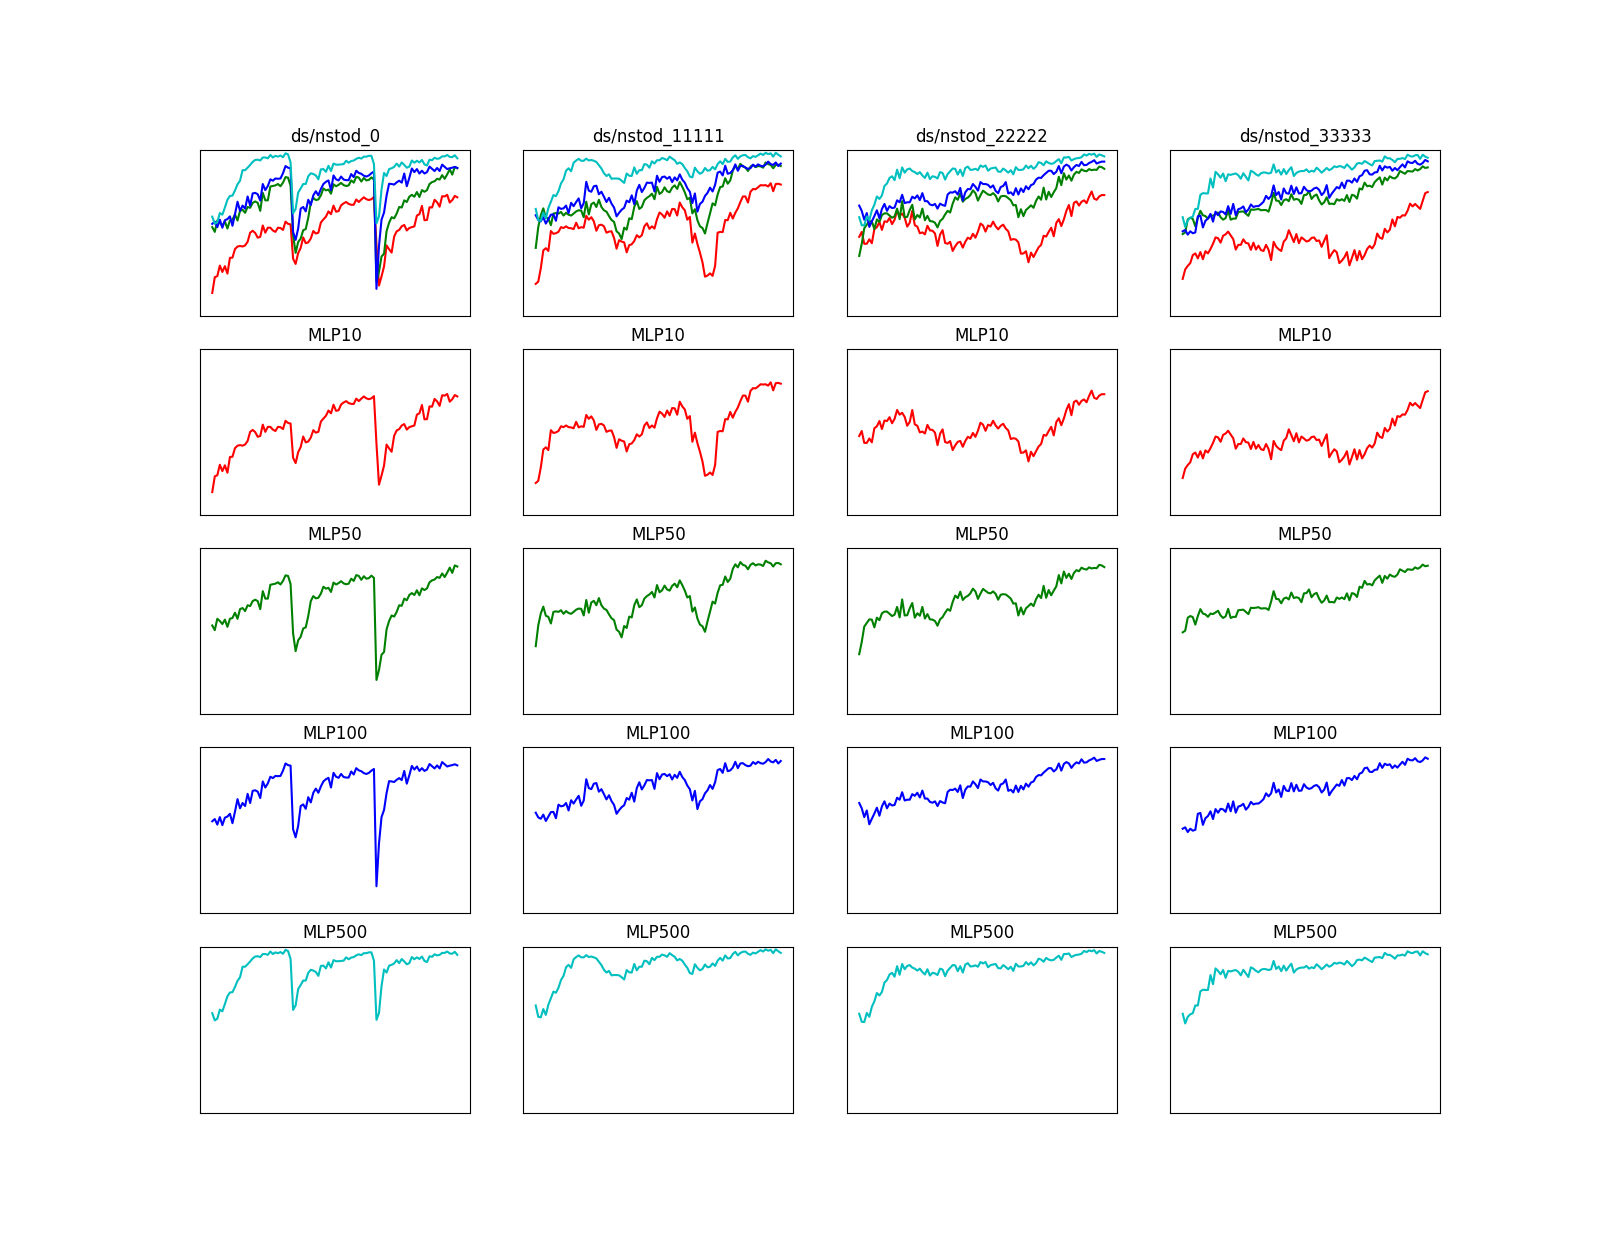 ds/nstod_0 ds/nstod_11111 ds/nstod_22222 ds/nstod_33333
MLP10 MLP10 MLP10 MLP10
MLP50 MLP50 MLP50 MLP50
MLP100 MLP100 MLP100 MLP100
MLP500 MLP500 MLP500 MLP500